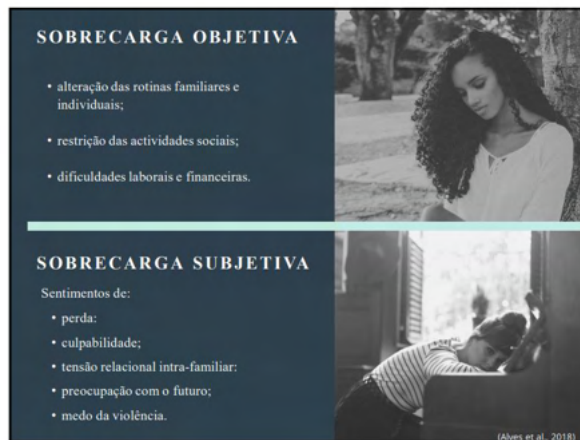 SOBRECARGA OBJETIVA
• alteração das rotinas familiares e
individuais;
• restrição das actividades sociais;
• dificuldades laborais e financeiras.
SOBRECARGA SUBJETIVA
Sentimentos de:
• perda:
• culpabilidade;
• tensão relacional intra-familiar:
• preocupação com o futuro;
• medo da violência.
(Alves et al., 2018)